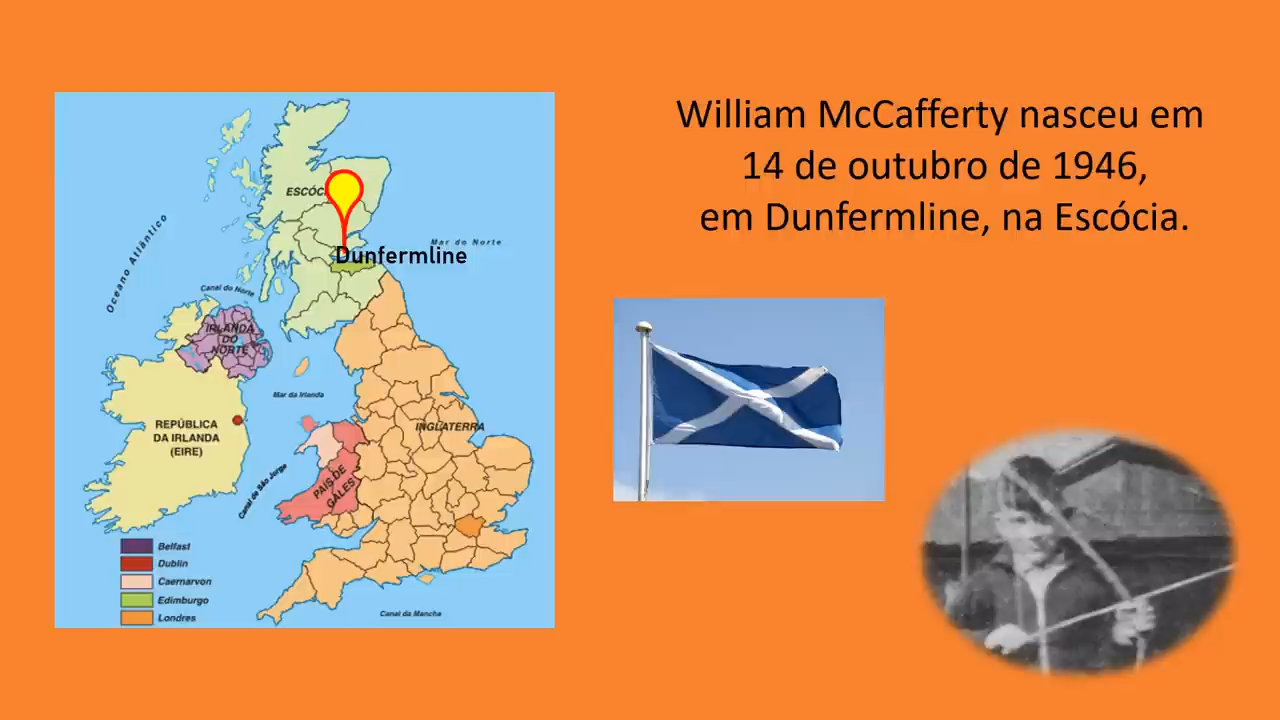 William McCafferty nasceu em
14 de outubro de 1946,
em Dunfermline, na Escócia.
ESCÓC
Mar do Norte
Dunfermline
Oceano Atlântico
Canal do Norte
IRLANDA
DO
NORTE
Mar da Irlanda
REPÚBLICA
DA IRLANDA
(EIRE)
INGLATERRA
PAÍS DE
GALES
Canal de São Jorge
Belfast
Dublin
Caernarvon
Edimburgo
Londres
Canal da Mancha